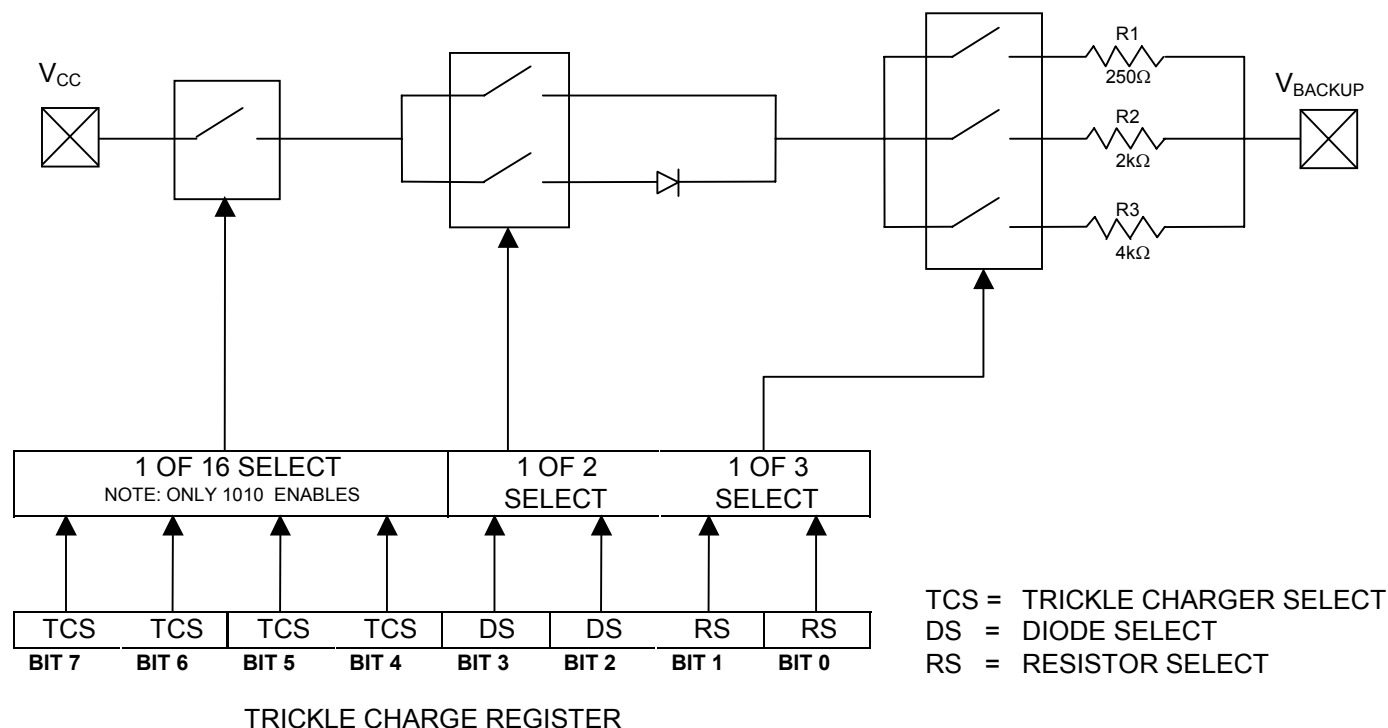 R1
250Ω
V_CC
V_BACKUP
R2
2kΩ
R3
4kΩ
1 OF 16 SELECT
NOTE: ONLY 1010 ENABLES
1 OF 2
SELECT
1 OF 3
SELECT
TCS TCS TCS TCS DS DS RS RS
BIT 7 BIT 6 BIT 5 BIT 4 BIT 3 BIT 2 BIT 1 BIT 0
TCS = TRICKLE CHARGER SELECT
DS = DIODE SELECT
RS = RESISTOR SELECT
TRICKLE CHARGE REGISTER